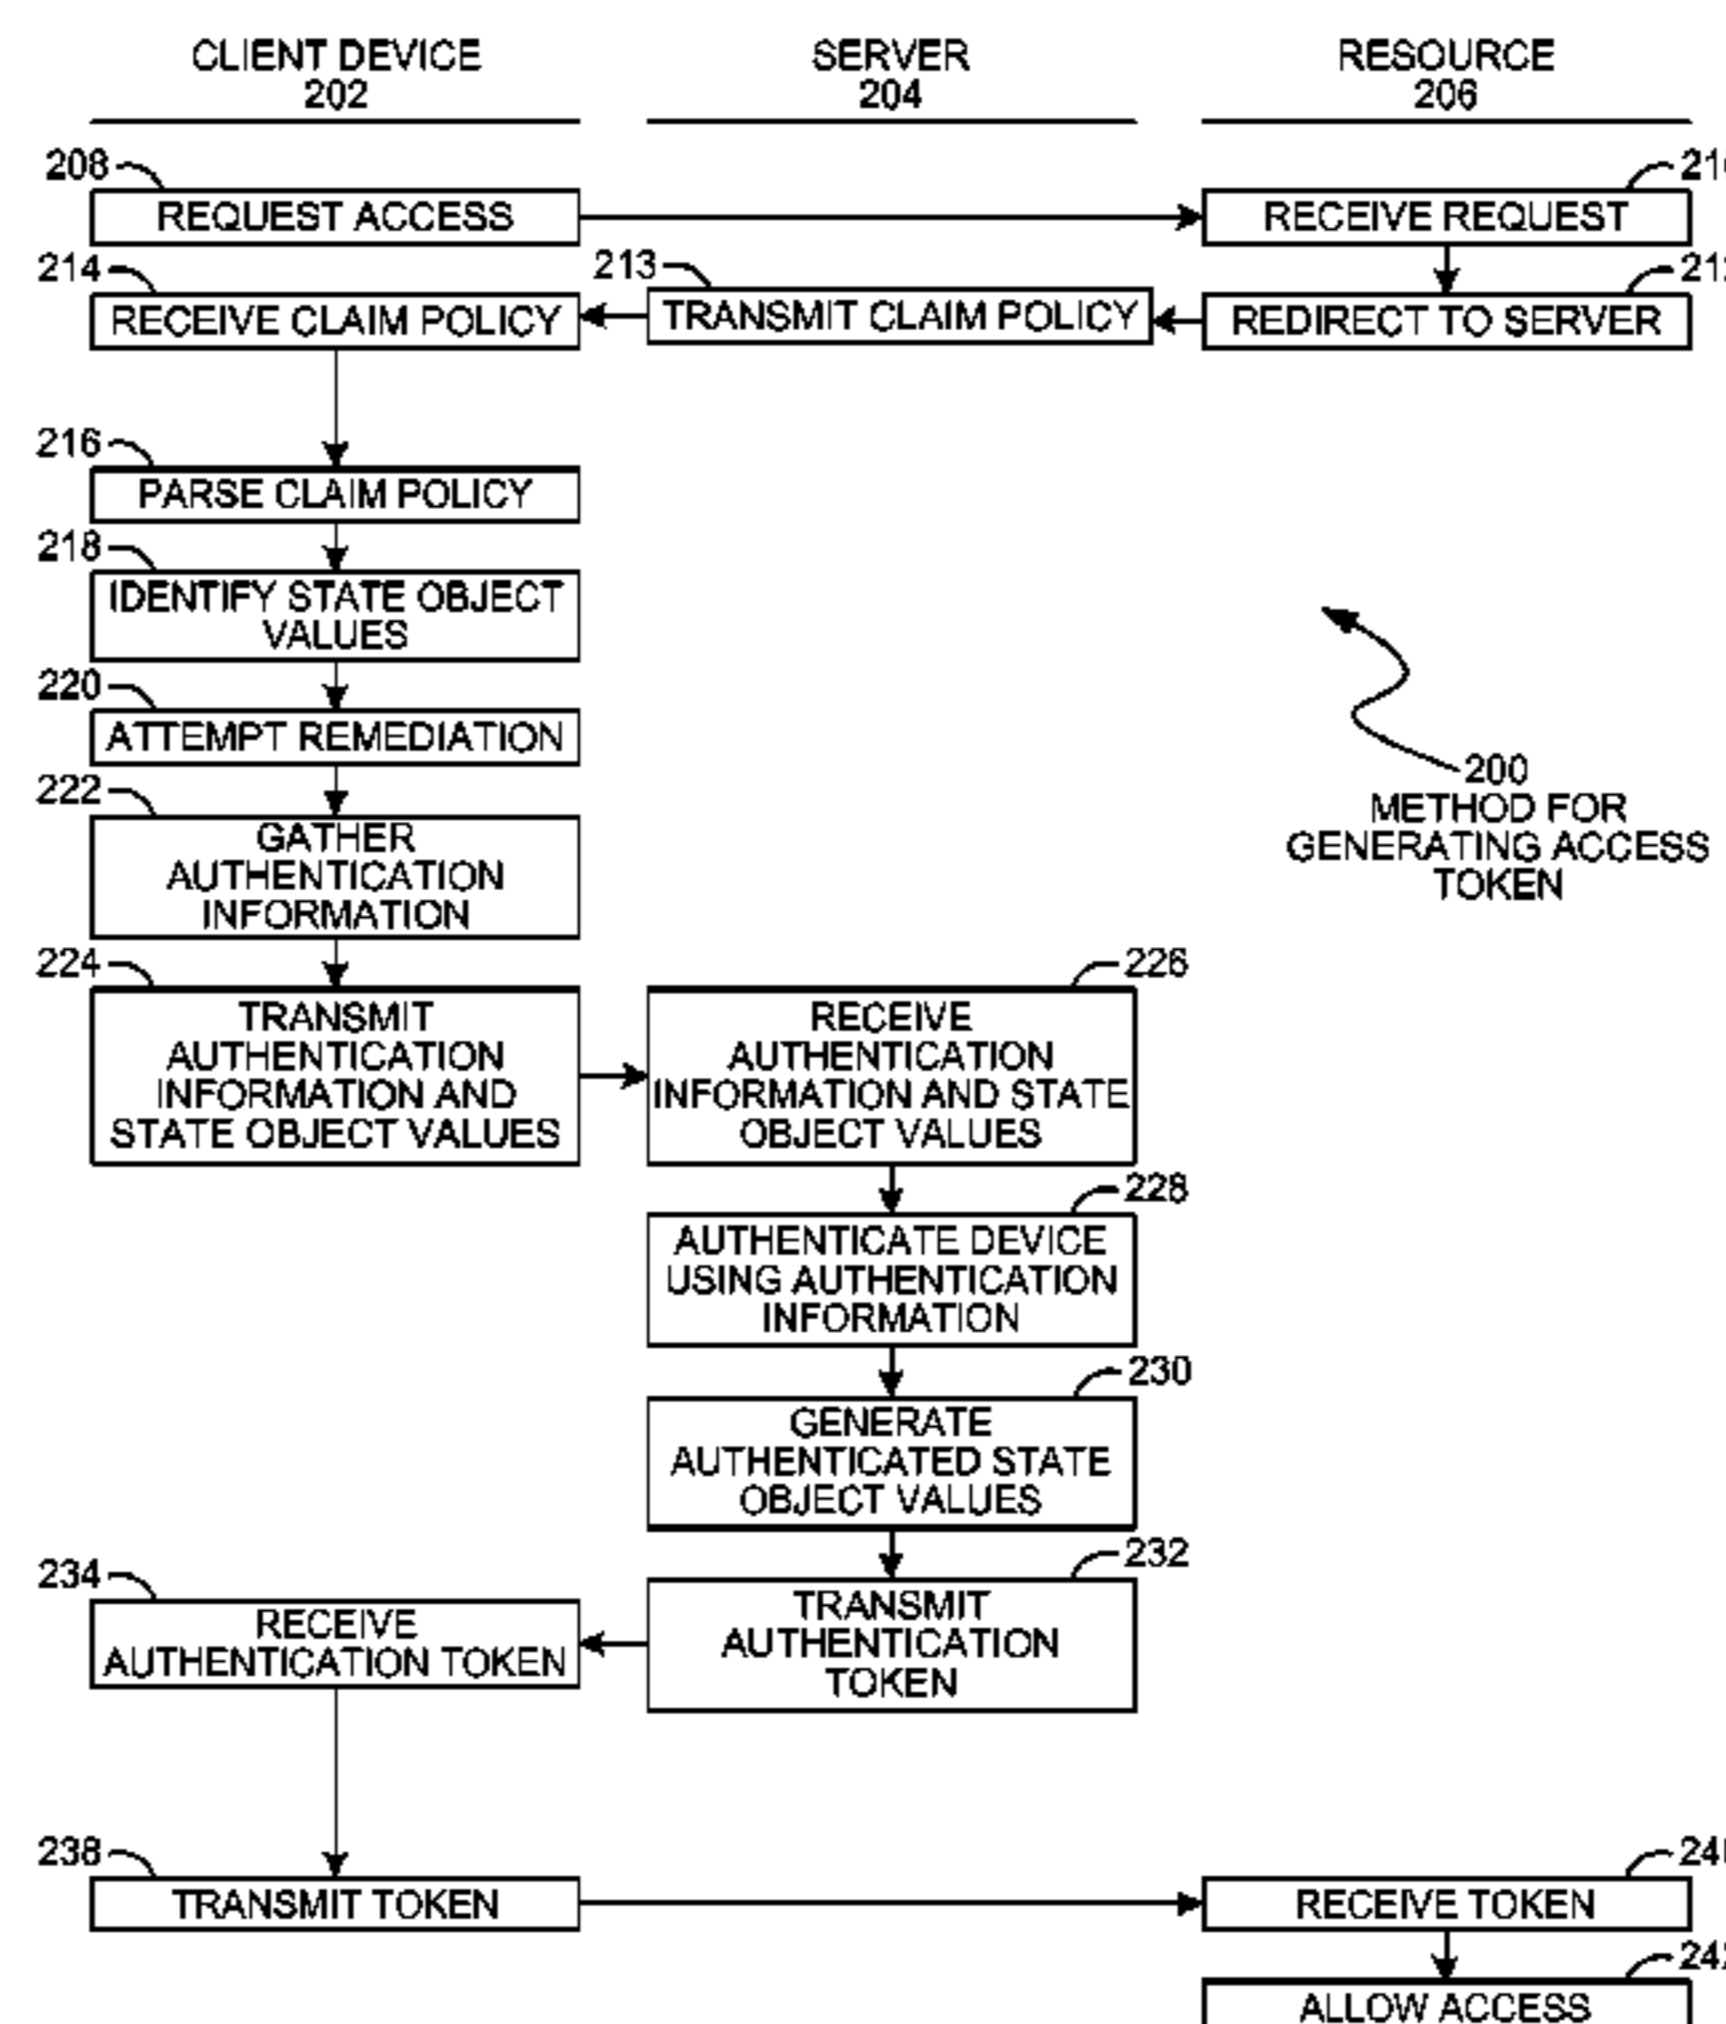 CLIENT DEVICE
202
SERVER
204
RESOURCE
206
208
REQUEST ACCESS
RECEIVE REQUEST
214
RECEIVE CLAIM POLICY
213
TRANSMIT CLAIM POLICY
REDIRECT TO SERVER
216
PARSE CLAIM POLICY
218
IDENTIFY STATE OBJECT
VALUES
220
ATTEMPT REMEDIATION
200
METHOD FOR
GENERATING ACCESS
TOKEN
222
GATHER
AUTHENTICATION
INFORMATION
224
TRANSMIT
AUTHENTICATION
INFORMATION AND
STATE OBJECT VALUES
226
RECEIVE
AUTHENTICATION
INFORMATION AND STATE
OBJECT VALUES
228
AUTHENTICATE DEVICE
USING AUTHENTICATION
INFORMATION
230
GENERATE
AUTHENTICATED STATE
OBJECT VALUES
232
TRANSMIT
AUTHENTICATION
TOKEN
234
RECEIVE
AUTHENTICATION TOKEN
238
TRANSMIT TOKEN
RECEIVE TOKEN
ALLOW ACCESS